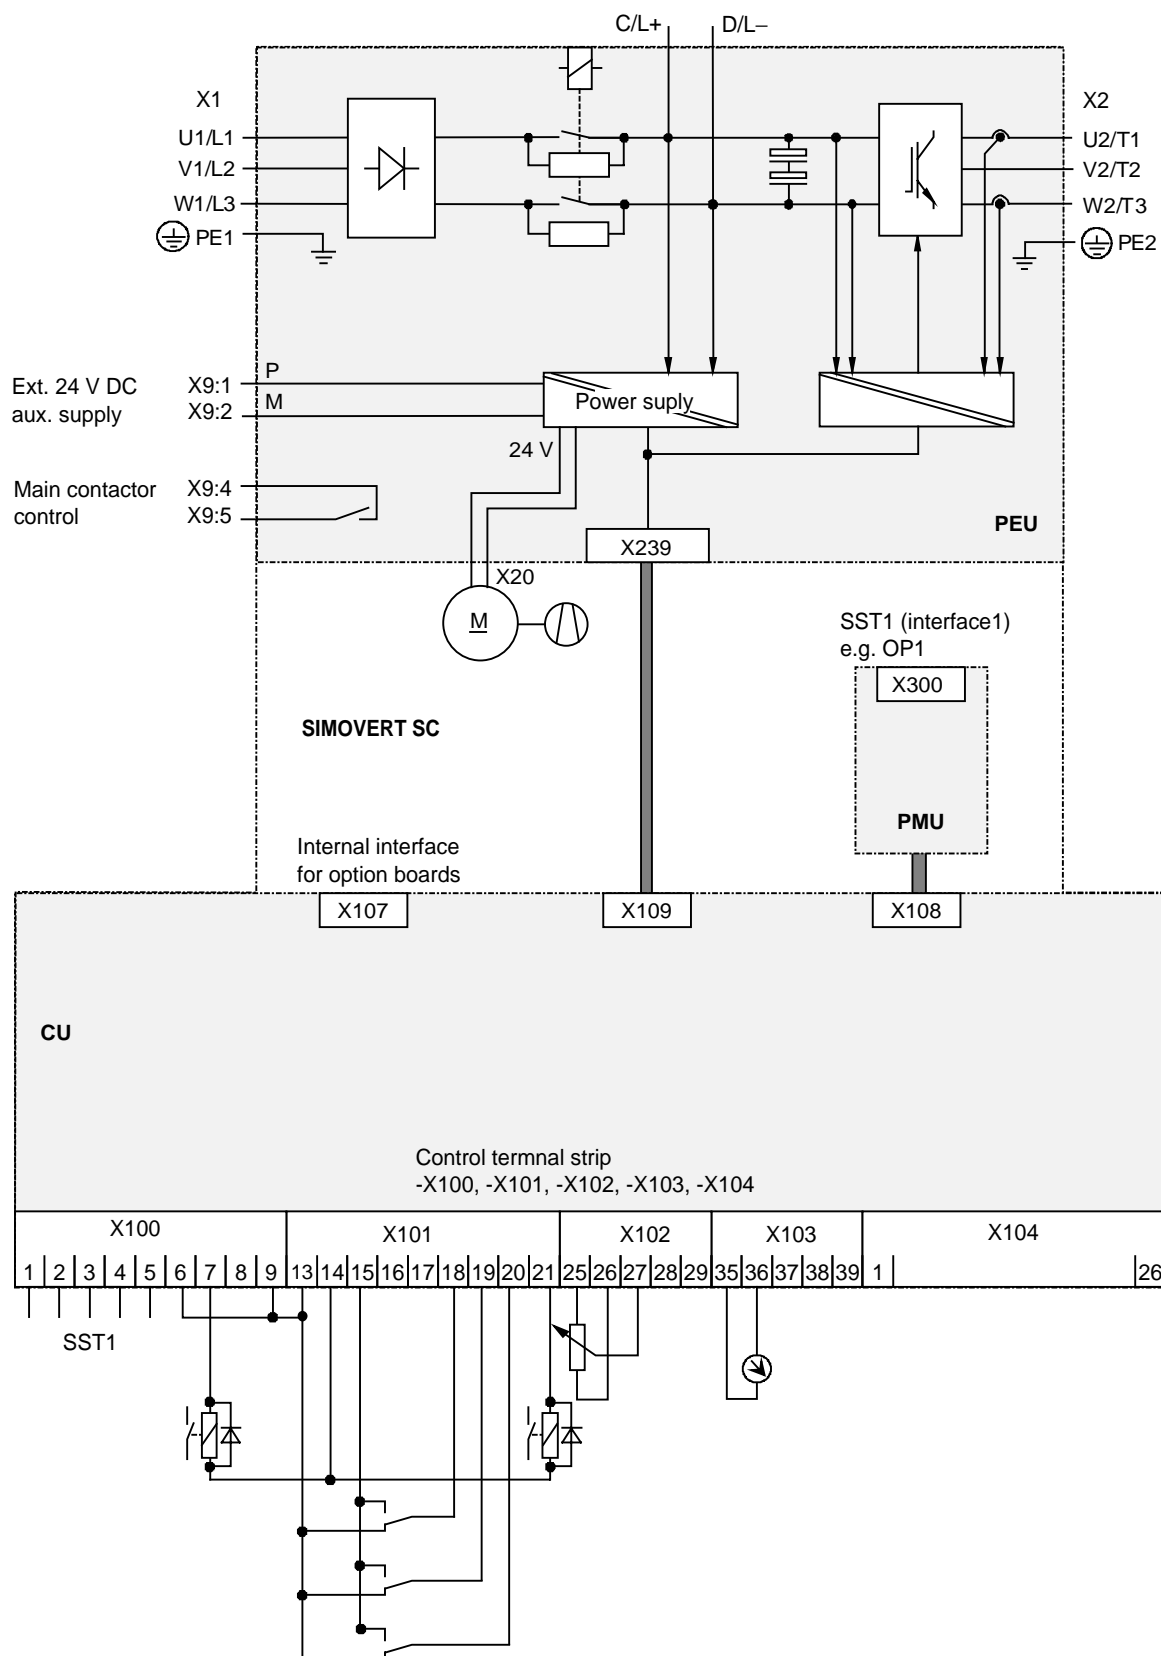 C/L+ D/L–
X1 X2
U1/L1 U2/T1
V1/L2 V2/T2
W1/L3 W2/T3
PE1 PE2
Ext. 24 V DC
aux. supply
X9:1 P
X9:2 M
Power suply
24 V
Main contactor
control
X9:4
X9:5
PEU
X239
X20
M
SST1 (interface1)
e.g. OP1
X300
SIMOVERT SC
PMU
Internal interface
for option boards
X107 X109 X108
CU
Control termnal strip
-X100, -X101, -X102, -X103, -X104
X100 X101 X102 X103 X104
1 2 3 4 5 6 7 8 9 13 14 15 16 17 18 19 20 21 25 26 27 28 29 35 36 37 38 39 1 26
SST1